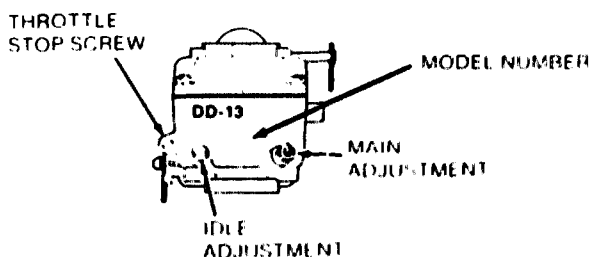 THROTTLE
STOP SCREW
MODEL NUMBER
DD-13
MAIN
ADJUSTMENT
IDLE
ADJUSTMENT